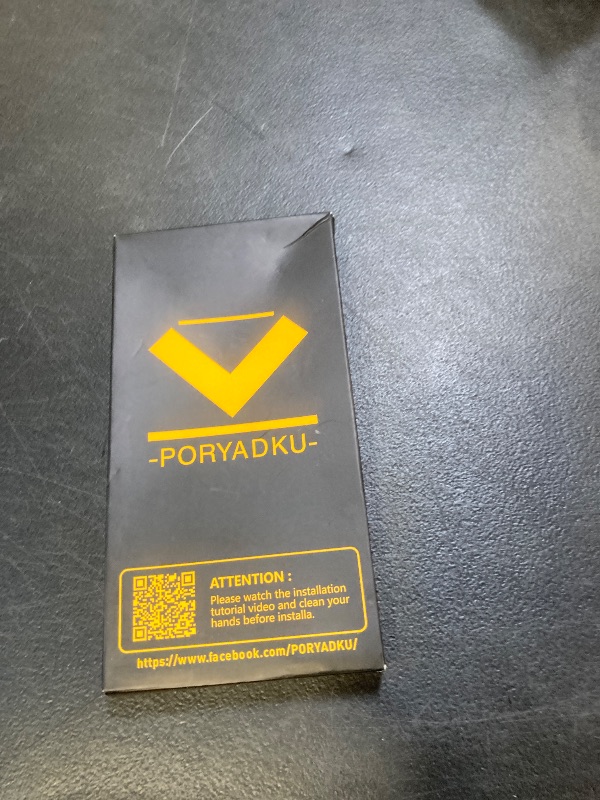 -PORYADKU-
ATTENTION :
Please watch the installation
tutorial video and clean your
hands before installa.
https://www.facebook.com/PORYADKU/